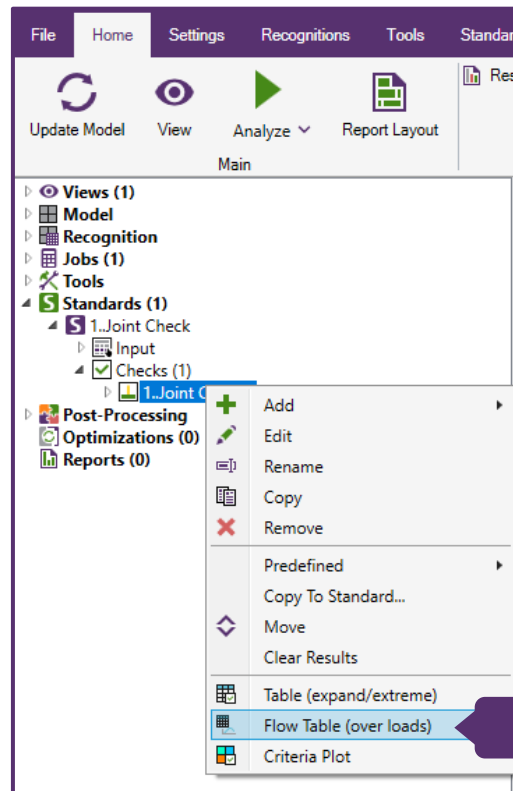 File Home Settings Recognitions Tools
Update Model View Analyze Report Layout
Main
Views (1)
Model
Recognition
Jobs (1)
Tools
Standards (1)
1..Joint Check
Input
Checks (1)
1.Joint
Post-Processing
Optimizations (0)
Reports (0)
Add
Edit
Rename
Copy
Remove
Predefined
Copy To Standard...
Move
Clear Results
Table (expand/extreme)
Flow Table (over loads)
Criteria Plot